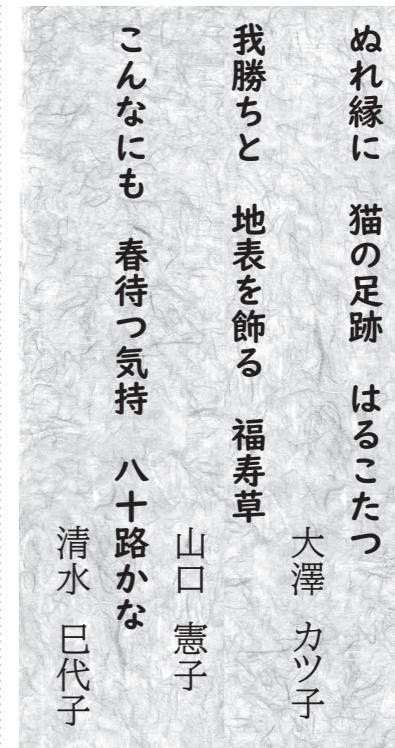 ぬれ縁に　猫の足跡　はるこたつ
大澤　カツ子
我勝ちと　地表を飾る　福寿草
山口　憲子
こんなにも　春待つ気持　八十路かな
清水　巳代子